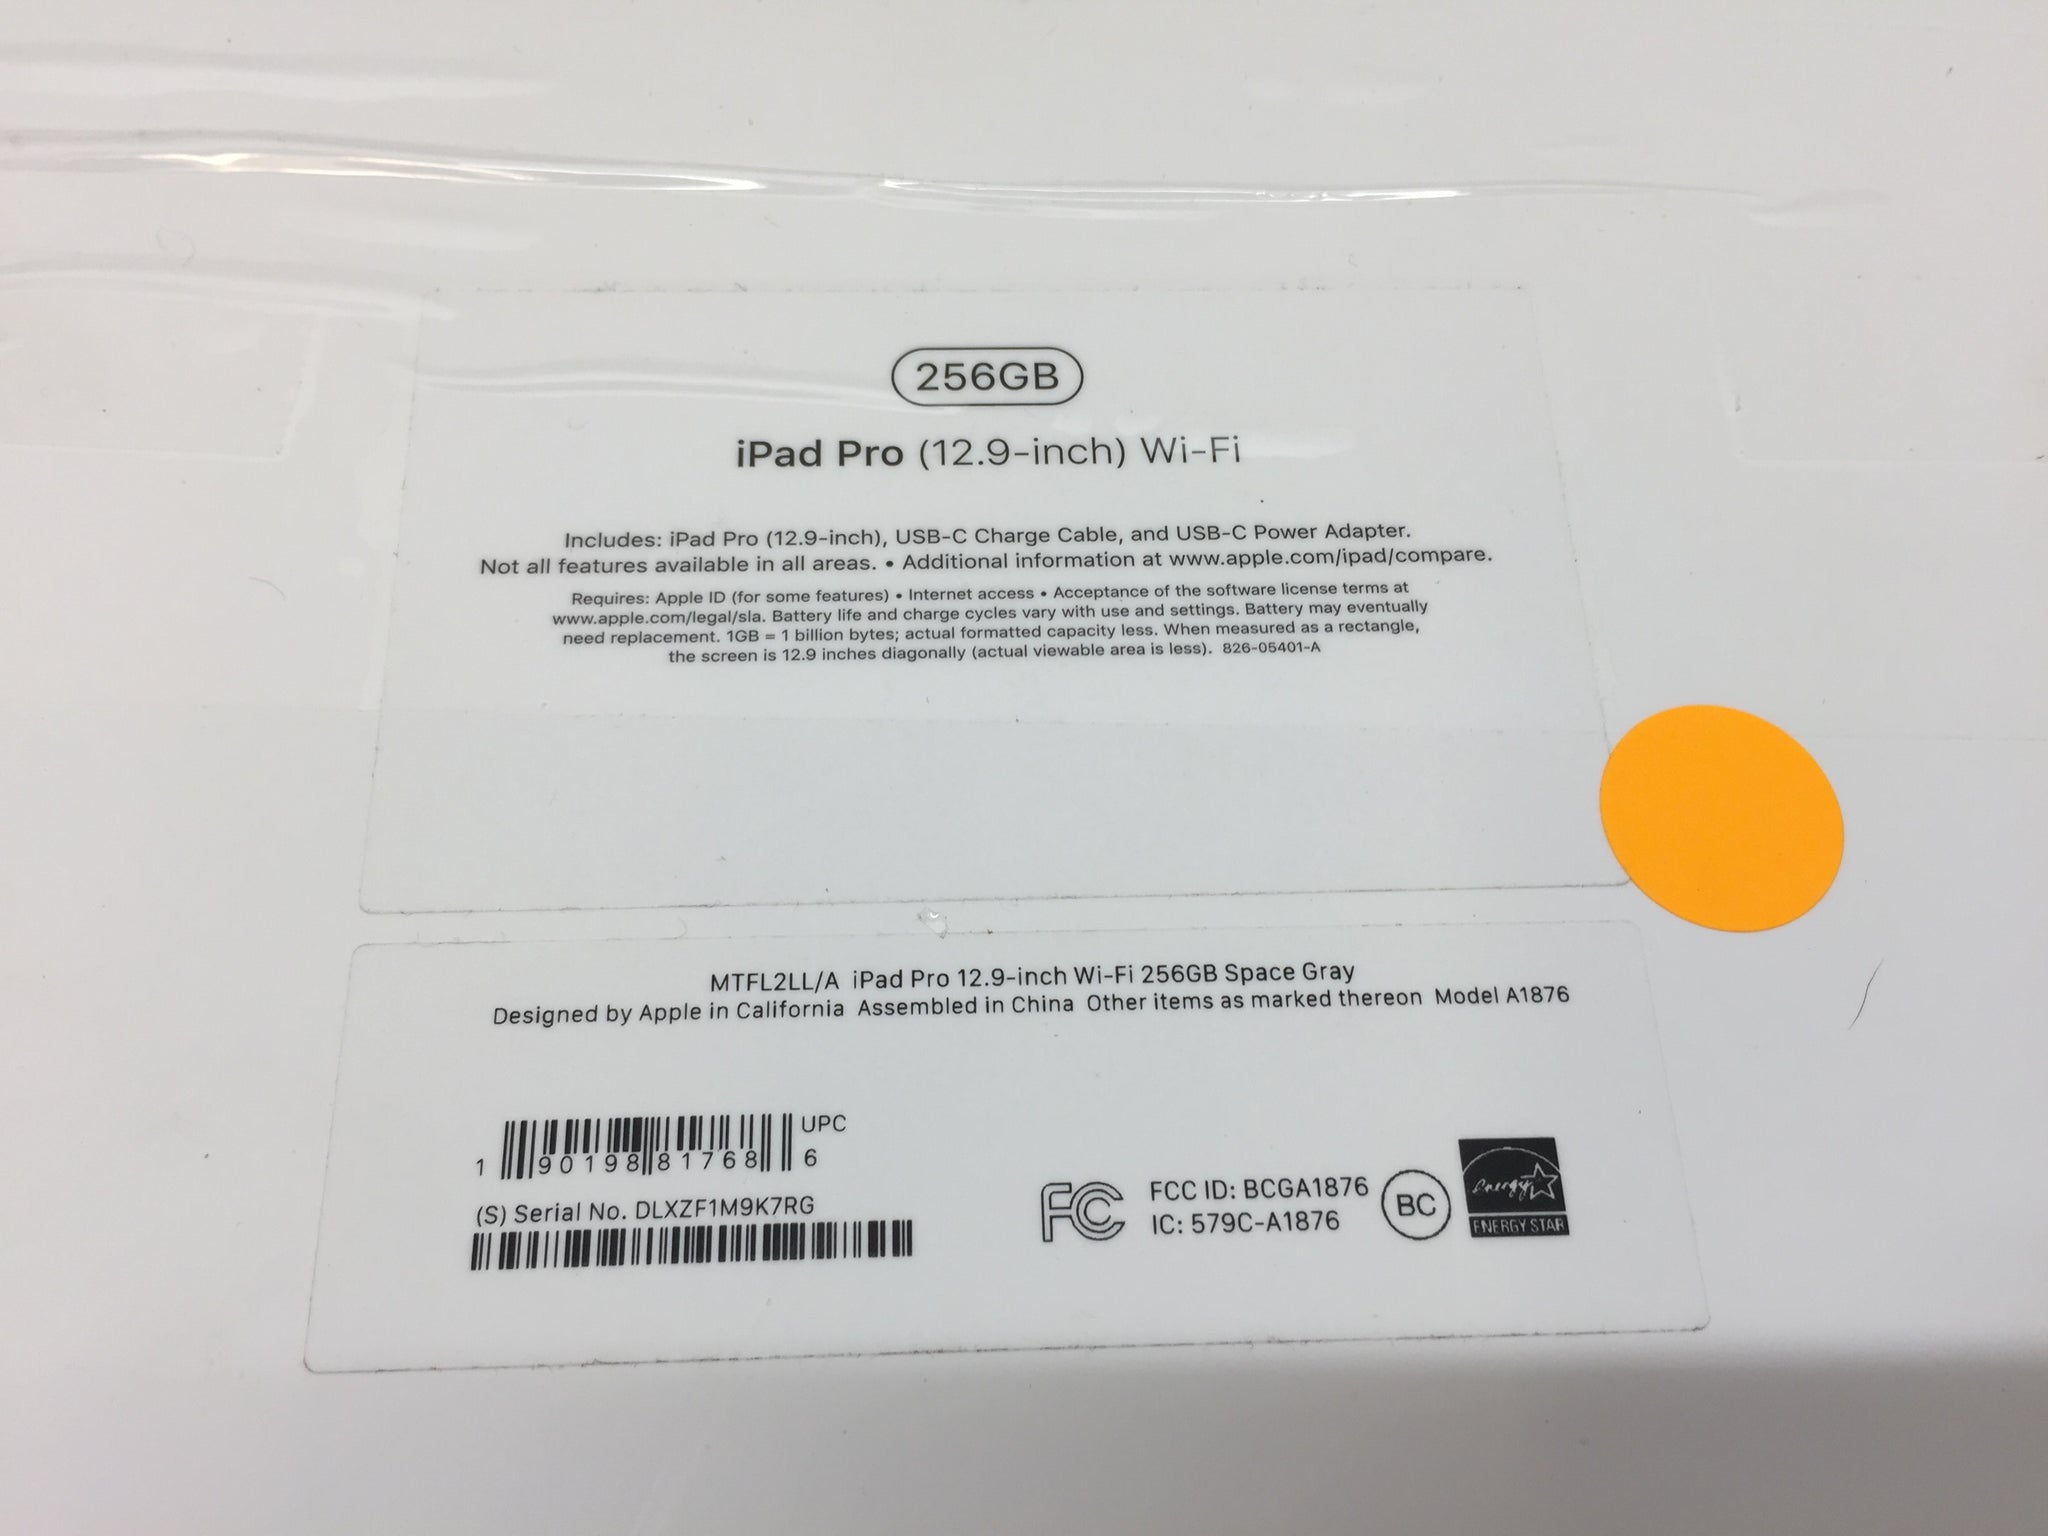 256GB
iPad Pro (12.9-inch) Wi-Fi
Includes: iPad Pro (12.9-inch), USB-C Charge Cable, and USB-C Power Adapter.
Not all features available in all areas. • Additional information at www.apple.com/ipad/compare.
Requires: Apple ID (for some features) • Internet access • Acceptance of the software license terms at
www.apple.com/legal/sla. Battery life and charge cycles vary with use and settings. Battery may eventually
need replacement. 1GB = 1 billion bytes; actual formatted capacity less. When measured as a rectangle,
the screen is 12.9 inches diagonally (actual viewable area is less). 826-05401-A
MTFL2LL/A iPad Pro 12.9-inch Wi-Fi 256GB Space Gray
Designed by Apple in California Assembled in China Other items as marked thereon Model A1876
UPC
1 90198 81768 6
(S) Serial No. DLXZF1M9K7RG
FC
FCC ID: BCGA1876
IC: 579C-A1876
BC
energy
ENERGY STAR